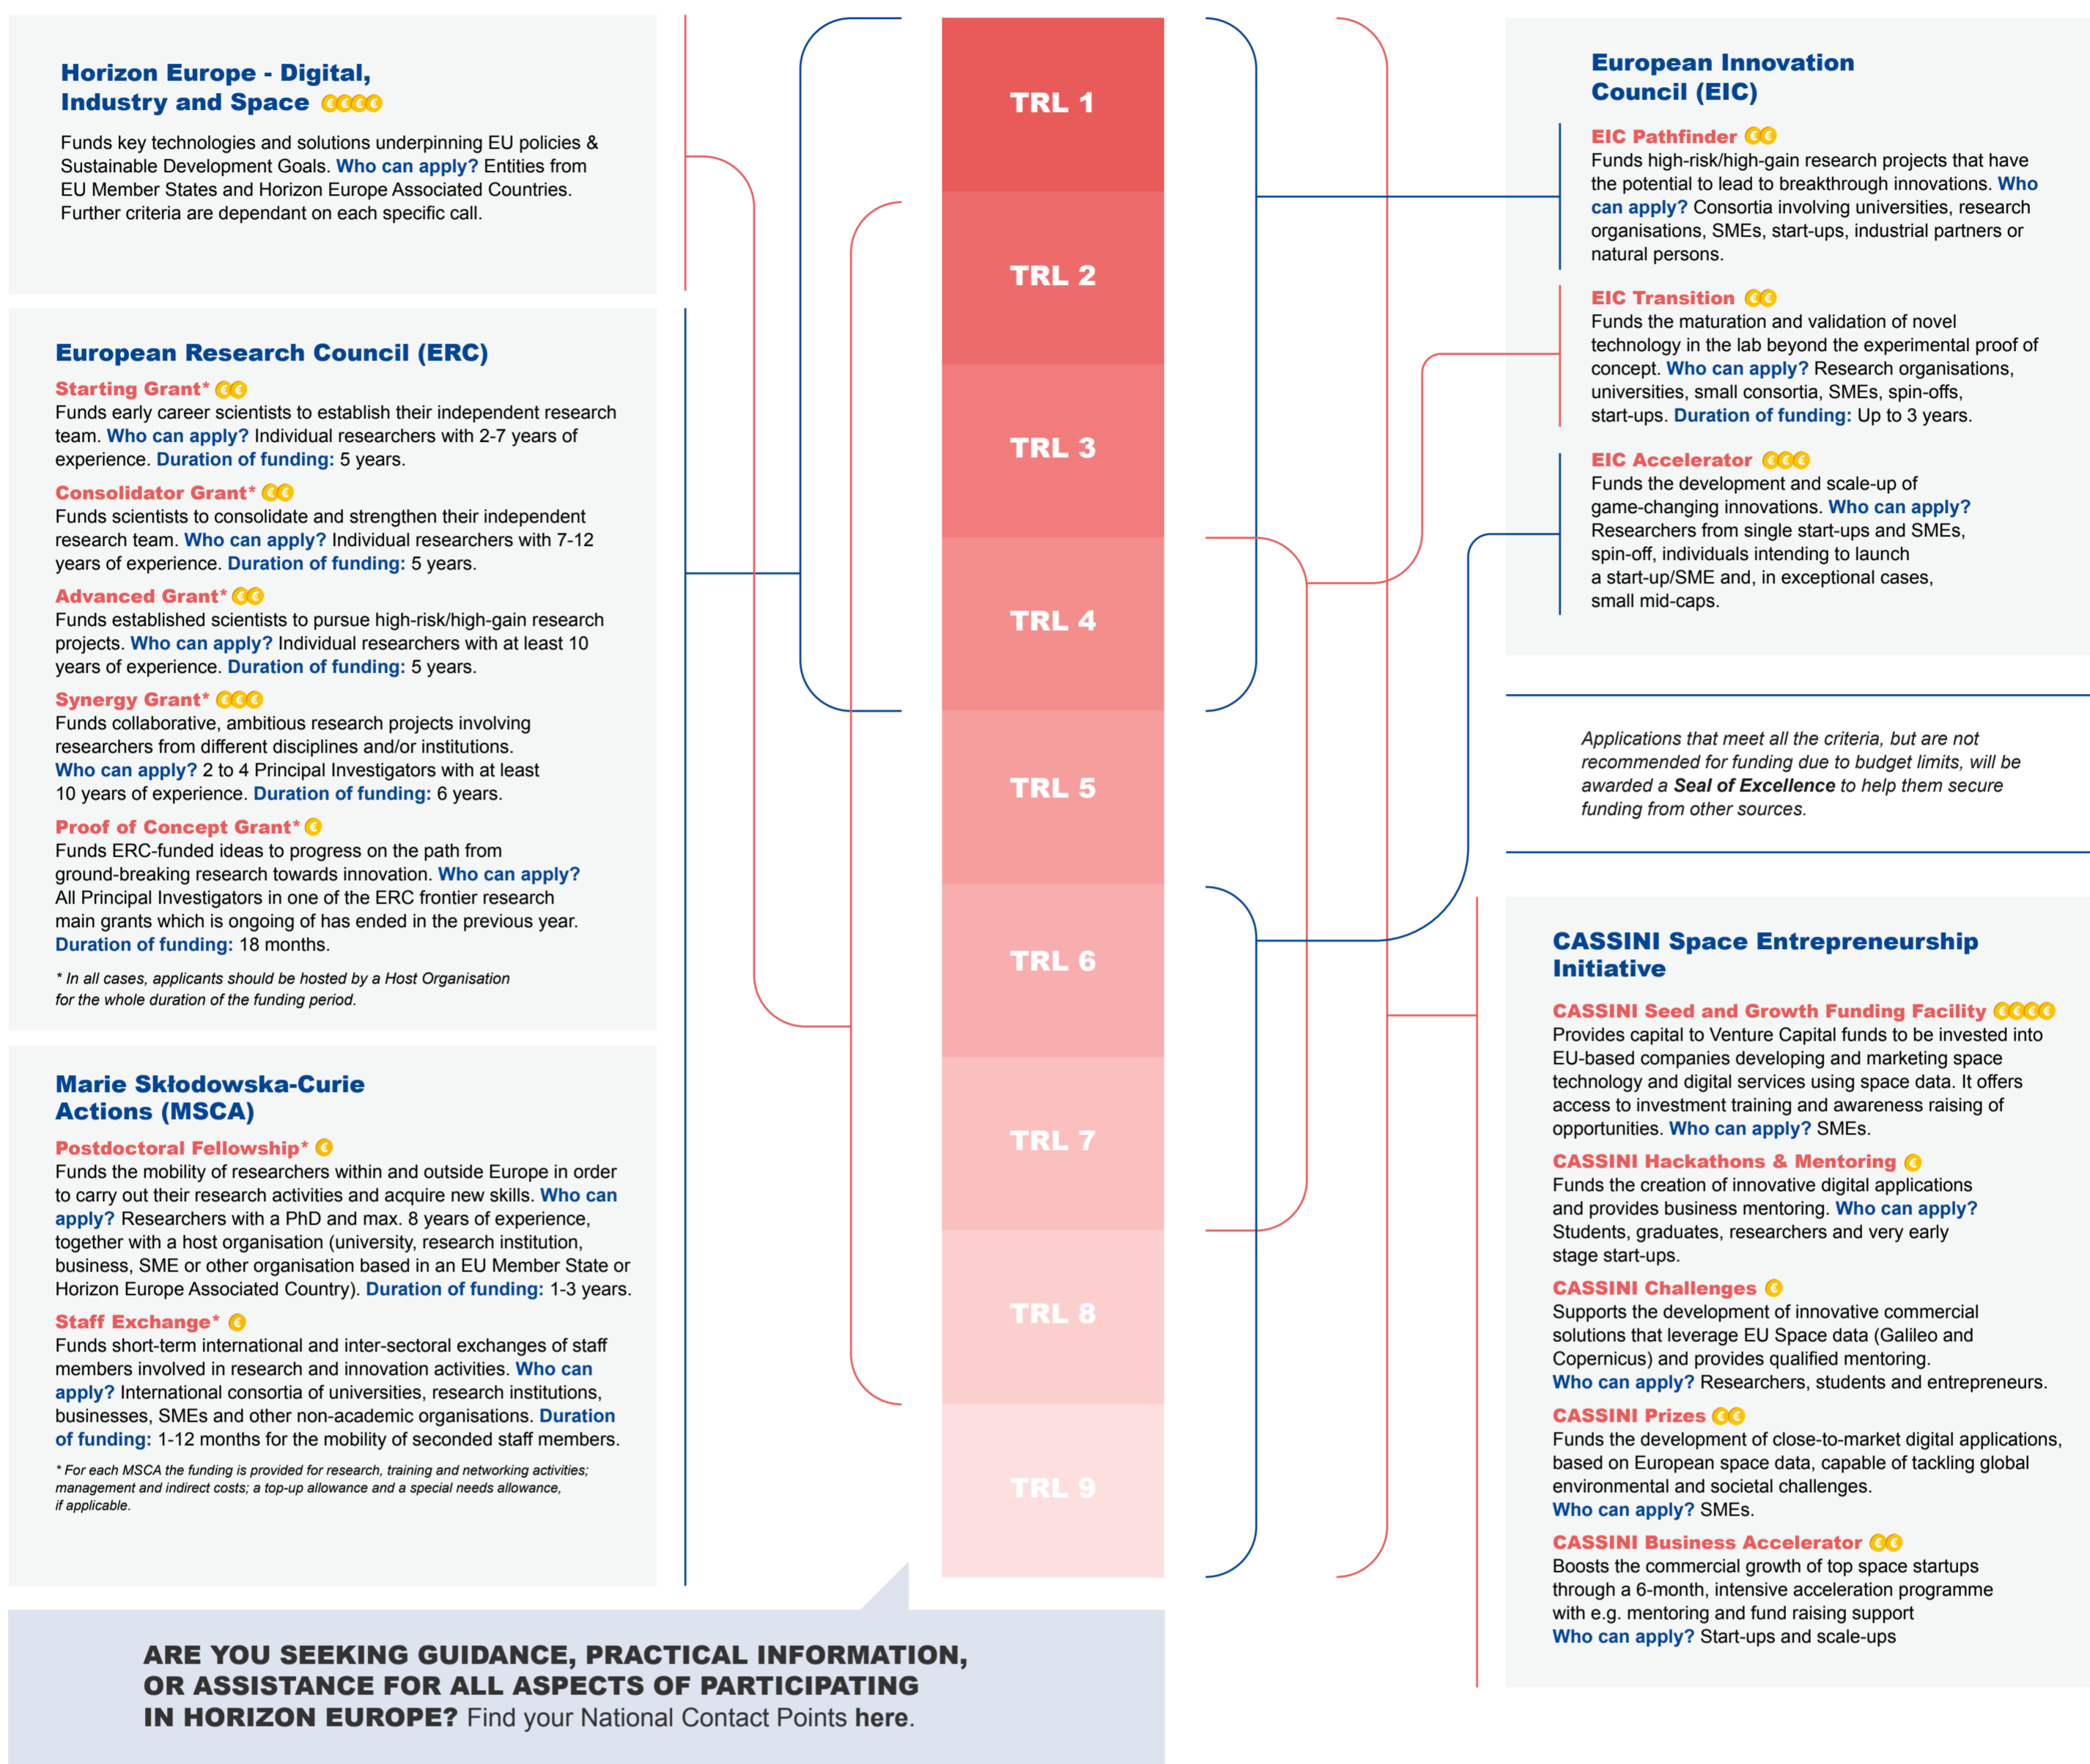 Horizon Europe - Digital,
Industry and Space €€€€
Funds key technologies and solutions underpinning EU policies &
Sustainable Development Goals. Who can apply? Entities from
EU Member States and Horizon Europe Associated Countries.
Further criteria are dependant on each specific call.
European Research Council (ERC)
Starting Grant* €€
Funds early career scientists to establish their independent research
team. Who can apply? Individual researchers with 2-7 years of
experience. Duration of funding: 5 years.
Consolidator Grant* €€
Funds scientists to consolidate and strengthen their independent
research team. Who can apply? Individual researchers with 7-12
years of experience. Duration of funding: 5 years.
Advanced Grant* €€
Funds established scientists to pursue high-risk/high-gain research
projects. Who can apply? Individual researchers with at least 10
years of experience. Duration of funding: 5 years.
Synergy Grant* €€€
Funds collaborative, ambitious research projects involving
researchers from different disciplines and/or institutions.
Who can apply? 2 to 4 Principal Investigators with at least
10 years of experience. Duration of funding: 6 years.
Proof of Concept Grant* €
Funds ERC-funded ideas to progress on the path from
ground-breaking research towards innovation. Who can apply?
All Principal Investigators in one of the ERC frontier research
main grants which is ongoing of has ended in the previous year.
Duration of funding: 18 months.
* In all cases, applicants should be hosted by a Host Organisation
for the whole duration of the funding period.
Marie Skłodowska-Curie
Actions (MSCA)
Postdoctoral Fellowship* €
Funds the mobility of researchers within and outside Europe in order
to carry out their research activities and acquire new skills. Who can
apply? Researchers with a PhD and max. 8 years of experience,
together with a host organisation (university, research institution,
business, SME or other organisation based in an EU Member State or
Horizon Europe Associated Country). Duration of funding: 1-3 years.
Staff Exchange* €
Funds short-term international and inter-sectoral exchanges of staff
members involved in research and innovation activities. Who can
apply? International consortia of universities, research institutions,
businesses, SMEs and other non-academic organisations. Duration
of funding: 1-12 months for the mobility of seconded staff members.
* For each MSCA the funding is provided for research, training and networking activities;
management and indirect costs; a top-up allowance and a special needs allowance,
if applicable.
TRL 1
TRL 2
TRL 3
TRL 4
TRL 5
TRL 6
TRL 7
TRL 8
TRL 9
European Innovation
Council (EIC)
EIC Pathfinder €€
Funds high-risk/high-gain research projects that have
the potential to lead to breakthrough innovations. Who
can apply? Consortia involving universities, research
organisations, SMEs, start-ups, industrial partners or
natural persons.
EIC Transition €€
Funds the maturation and validation of novel
technology in the lab beyond the experimental proof of
concept. Who can apply? Research organisations,
universities, small consortia, SMEs, spin-offs,
start-ups. Duration of funding: Up to 3 years.
EIC Accelerator €€€
Funds the development and scale-up of
game-changing innovations. Who can apply?
Researchers from single start-ups and SMEs,
spin-off, individuals intending to launch
a start-up/SME and, in exceptional cases,
small mid-caps.
Applications that meet all the criteria, but are not
recommended for funding due to budget limits, will be
awarded a Seal of Excellence to help them secure
funding from other sources.
CASSINI Space Entrepreneurship
Initiative
CASSINI Seed and Growth Funding Facility €€€€
Provides capital to Venture Capital funds to be invested into
EU-based companies developing and marketing space
technology and digital services using space data. It offers
access to investment training and awareness raising of
opportunities. Who can apply? SMEs.
CASSINI Hackathons & Mentoring €
Funds the creation of innovative digital applications
and provides business mentoring. Who can apply?
Students, graduates, researchers and very early
stage start-ups.
CASSINI Challenges €
Supports the development of innovative commercial
solutions that leverage EU Space data (Galileo and
Copernicus) and provides qualified mentoring.
Who can apply? Researchers, students and entrepreneurs.
CASSINI Prizes €€
Funds the development of close-to-market digital applications,
based on European space data, capable of tackling global
environmental and societal challenges.
Who can apply? SMEs.
CASSINI Business Accelerator €€
Boosts the commercial growth of top space startups
through a 6-month, intensive acceleration programme
with e.g. mentoring and fund raising support
Who can apply? Start-ups and scale-ups
ARE YOU SEEKING GUIDANCE, PRACTICAL INFORMATION,
OR ASSISTANCE FOR ALL ASPECTS OF PARTICIPATING
IN HORIZON EUROPE? Find your National Contact Points here.